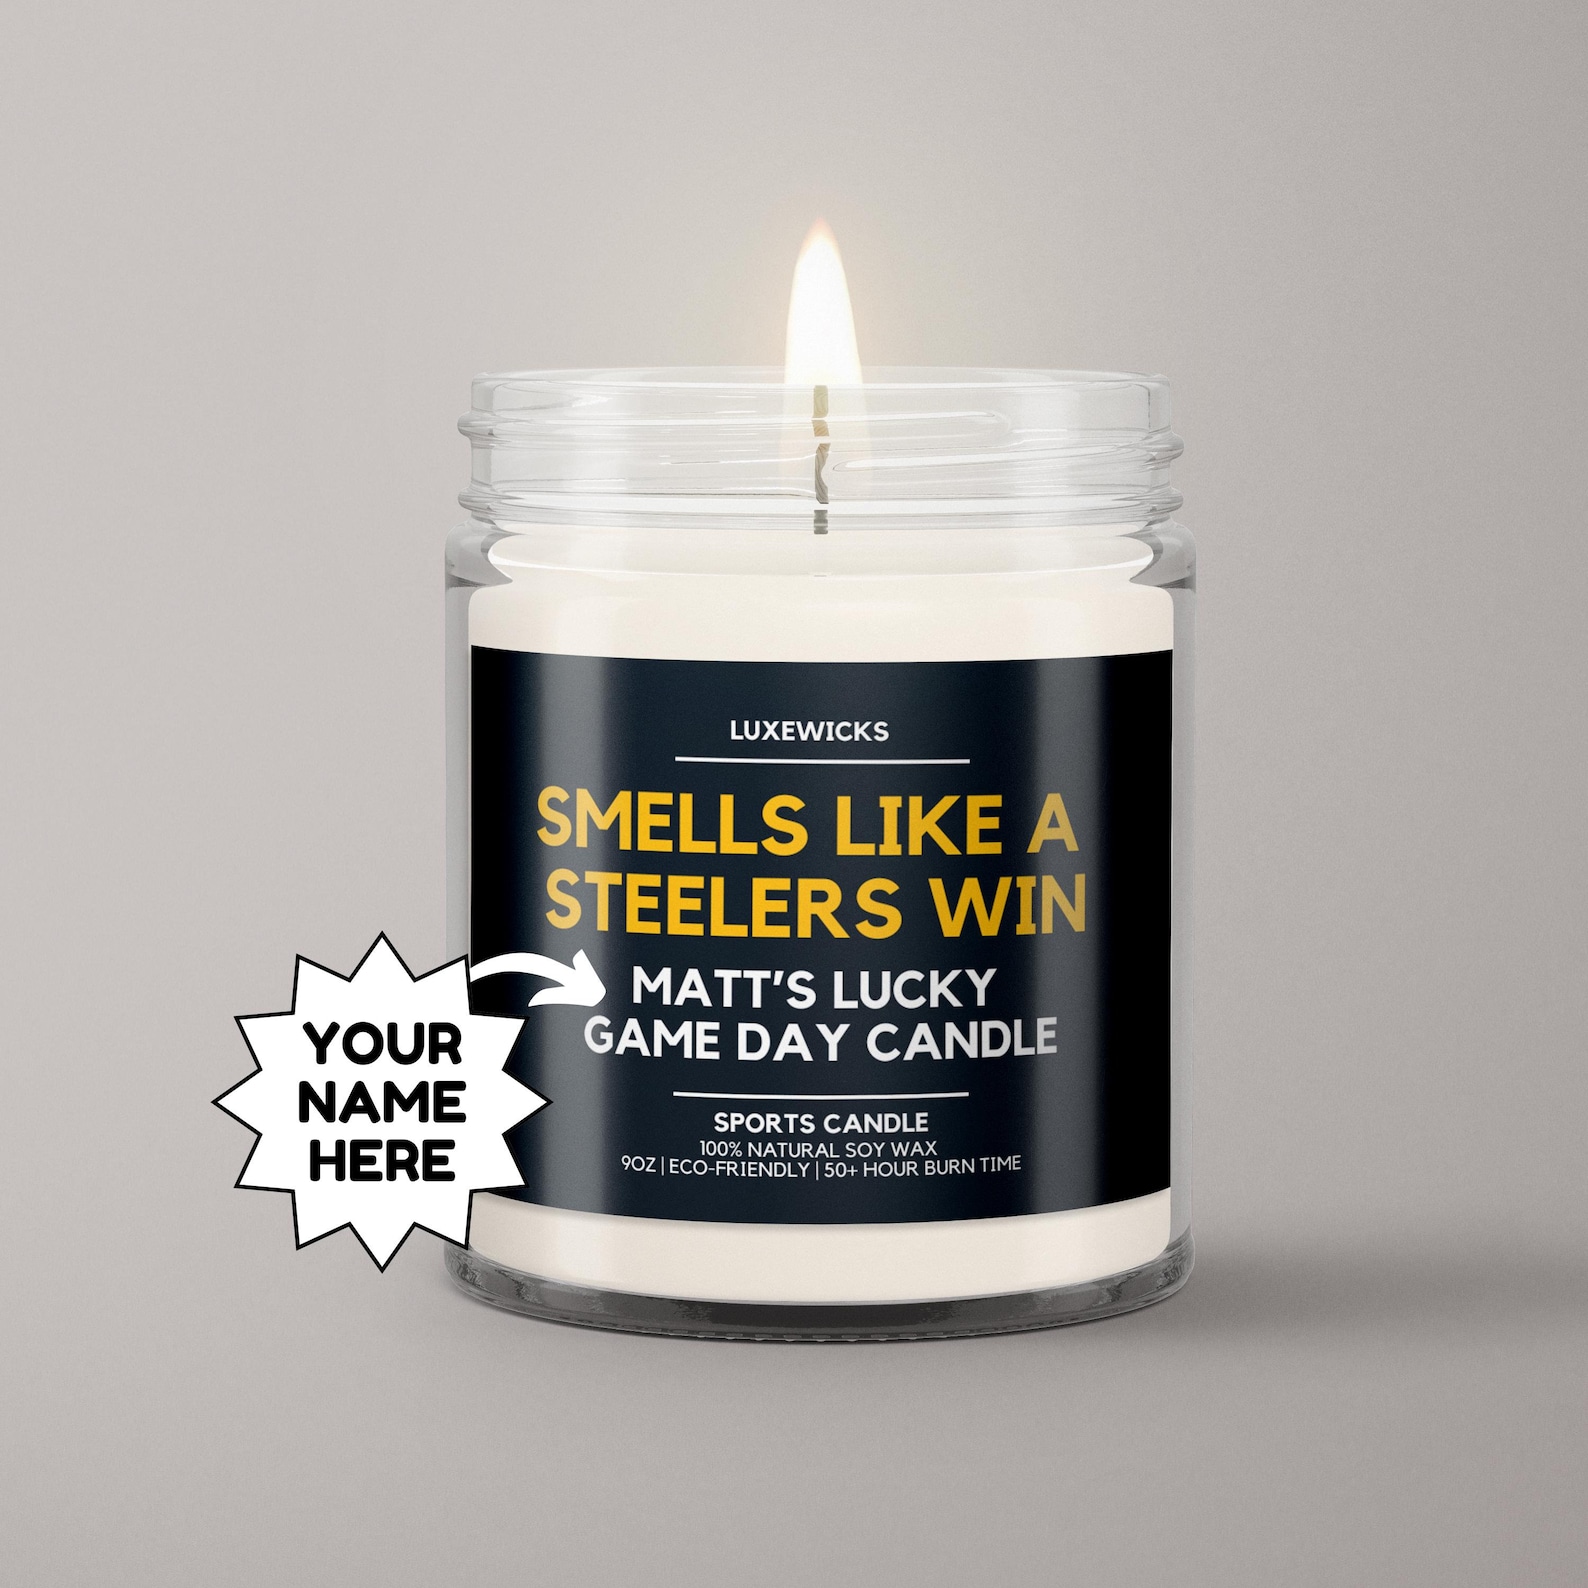 LUXEWICKS
SMELLS LIKE A
STEELERS WIN
MATT'S LUCKY
GAME DAY CANDLE
SPORTS CANDLE
100% NATURAL SOY WAX
9OZ | ECO-FRIENDLY | 50+ HOUR BURN TIME
YOUR
NAME
HERE